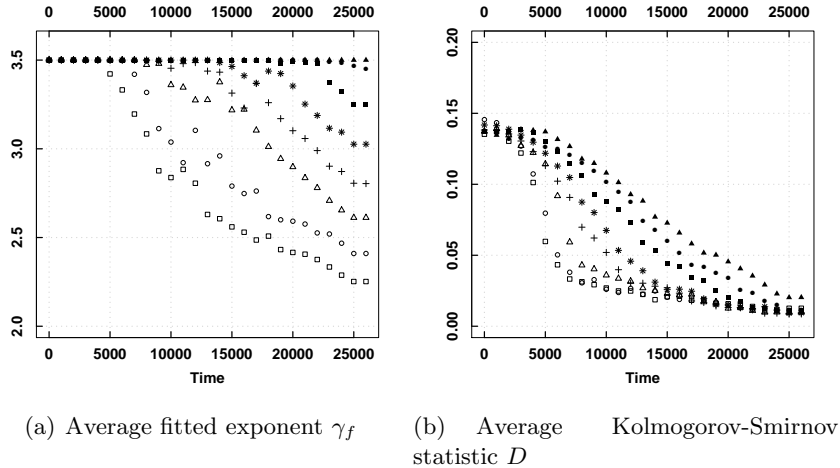 0 5000 10000 15000 20000 25000
3.5
3.0
2.5
2.0
0 5000 10000 15000 20000 25000
Time
(a) Average fitted exponent γf
0 5000 10000 15000 20000 25000
0.20
0.15
0.10
0.05
0.00
0 5000 10000 15000 20000 25000
Time
(b) Average Kolmogorov-Smirnov
statistic D